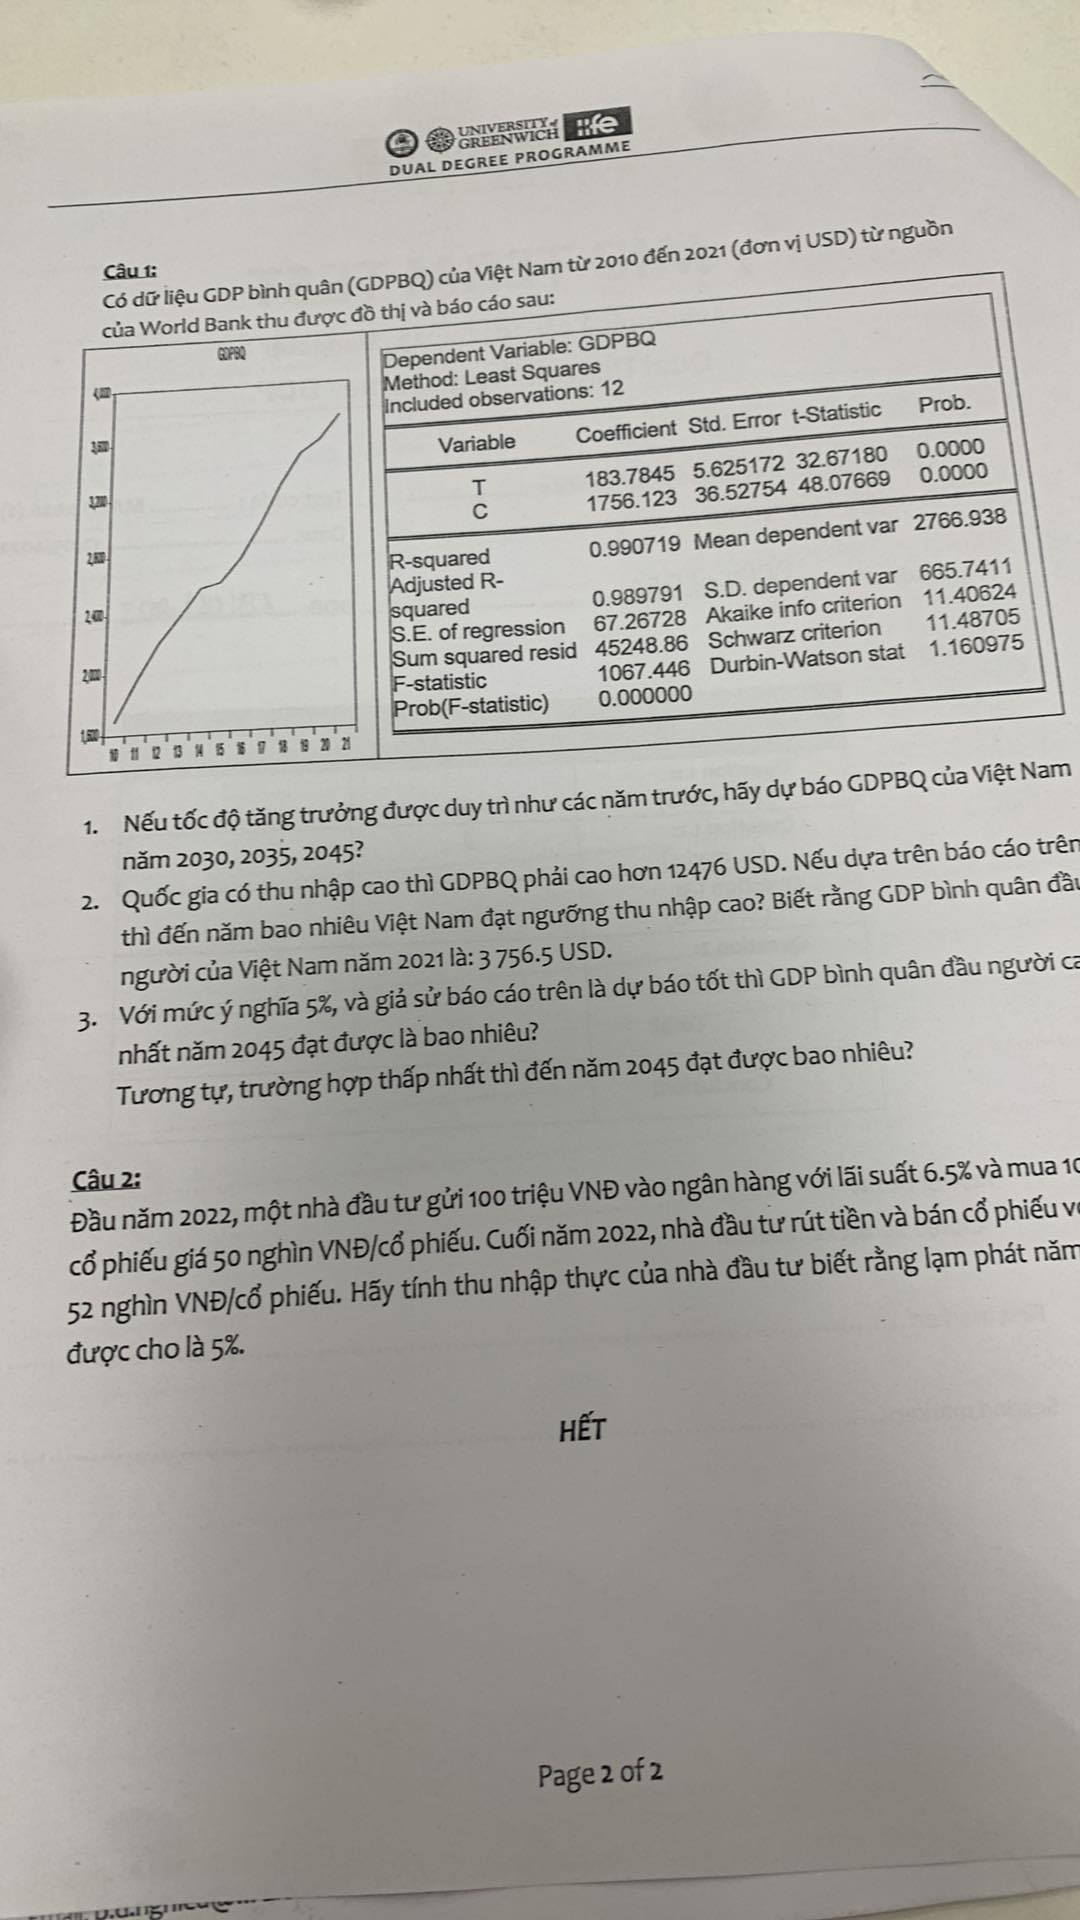 UNIVERSITY of
GREENWICH
fe
DUAL DEGREE PROGRAMME
Câu 1:
Có dữ liệu GDP bình quân (GDPBQ) của Việt Nam từ 2010 đến 2021 (đơn vị USD) từ nguồn
của World Bank thu được đồ thị và báo cáo sau:
GDPBQ
4,000
3,600
3,200
2,800
2,400
2,000
1,600
10 11 12 13 14 15 16 17 18 19 20 21
Dependent Variable: GDPBQ
Method: Least Squares
Included observations: 12
Variable Coefficient Std. Error t-Statistic Prob.
T 183.7845 5.625172 32.67180 0.0000
C 1756.123 36.52754 48.07669 0.0000
R-squared 0.990719 Mean dependent var 2766.938
Adjusted R-
squared 0.989791 S.D. dependent var 665.7411
S.E. of regression 67.26728 Akaike info criterion 11.40624
Sum squared resid 45248.86 Schwarz criterion 11.48705
F-statistic 1067.446 Durbin-Watson stat 1.160975
Prob(F-statistic) 0.000000
1. Nếu tốc độ tăng trưởng được duy trì như các năm trước, hãy dự báo GDPBQ của Việt Nam
năm 2030, 2035, 2045?
2. Quốc gia có thu nhập cao thì GDPBQ phải cao hơn 12476 USD. Nếu dựa trên báo cáo trên
thì đến năm bao nhiêu Việt Nam đạt ngưỡng thu nhập cao? Biết rằng GDP bình quân đầu
người của Việt Nam năm 2021 là: 3 756.5 USD.
3. Với mức ý nghĩa 5%, và giả sử báo cáo trên là dự báo tốt thì GDP bình quân đầu người
nhất năm 2045 đạt được là bao nhiêu?
Tương tự, trường hợp thấp nhất thì đến năm 2045 đạt được bao nhiêu?
Câu 2:
Đầu năm 2022, một nhà đầu tư gửi 100 triệu VNĐ vào ngân hàng với lãi suất 6.5% và mua
cổ phiếu giá 50 nghìn VNĐ/cổ phiếu. Cuối năm 2022, nhà đầu tư rút tiền và bán cổ phiếu
52 nghìn VNĐ/cổ phiếu. Hãy tính thu nhập thực của nhà đầu tư biết rằng lạm phát năm
được cho là 5%.
HẾT
Page 2 of 2